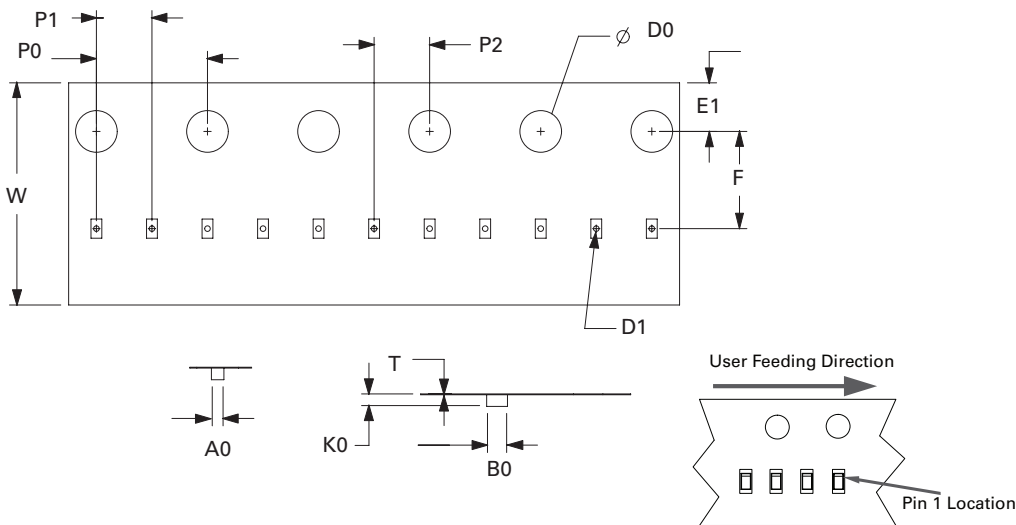 P1
P0
P2
⌀ D0
E1
W
F
D1
T
A0
K0
B0
User Feeding Direction
Pin 1 Location